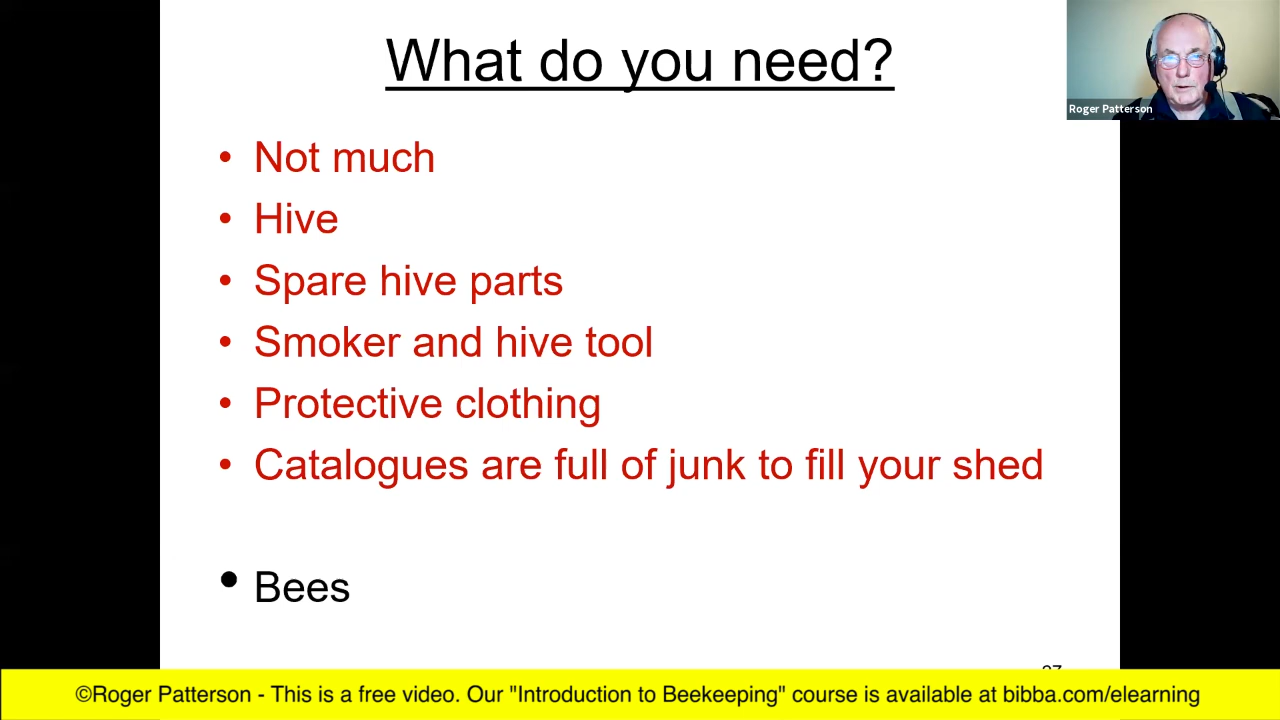 What do you need?
Roger Patterson
• Not much
• Hive
• Spare hive parts
• Smoker and hive tool
• Protective clothing
• Catalogues are full of junk to fill your shed
• Bees
©Roger Patterson - This is a free video. Our "Introduction to Beekeeping" course is available at bibba.com/elearning